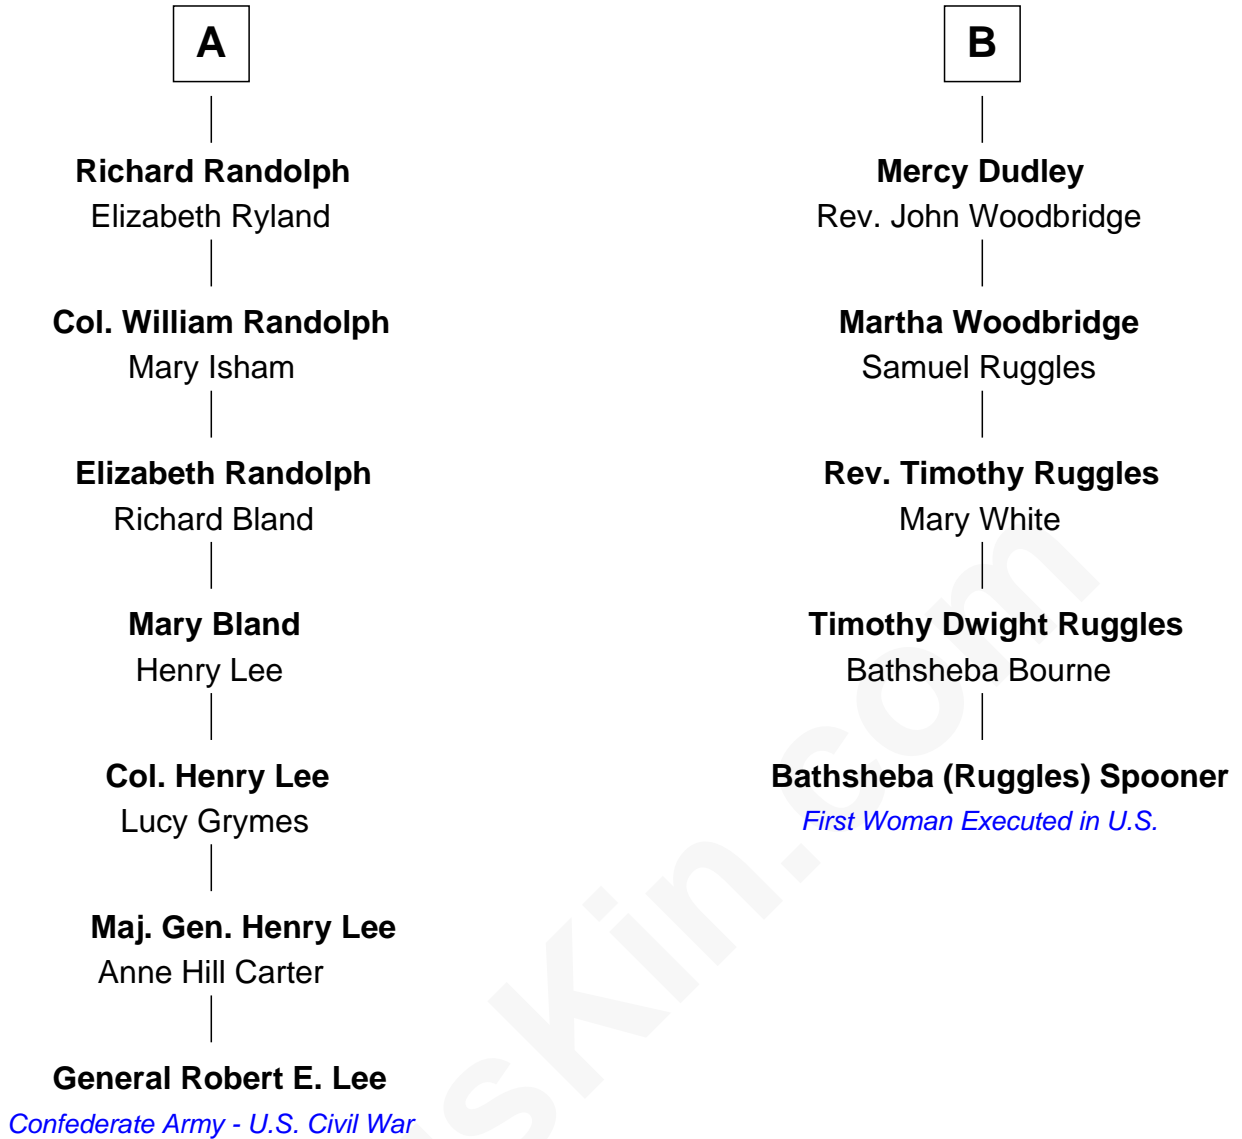 A
Richard Randolph
Elizabeth Ryland
Col. William Randolph
Mary Isham
Elizabeth Randolph
Richard Bland
Mary Bland
Henry Lee
Col. Henry Lee
Lucy Grymes
Maj. Gen. Henry Lee
Anne Hill Carter
General Robert E. Lee
Confederate Army - U.S. Civil War
B
Mercy Dudley
Rev. John Woodbridge
Martha Woodbridge
Samuel Ruggles
Rev. Timothy Ruggles
Mary White
Timothy Dwight Ruggles
Bathsheba Bourne
Bathsheba (Ruggles) Spooner
First Woman Executed in U.S.